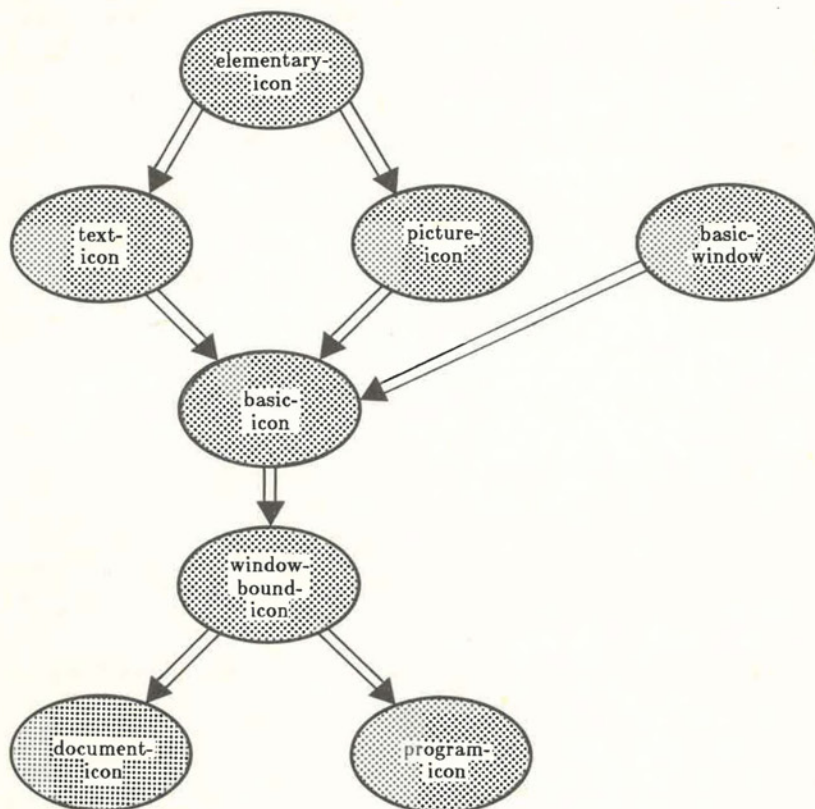 elementary-
icon
text-
icon
picture-
icon
basic-
window
basic-
icon
window-
bound-
icon
document-
icon
program-
icon